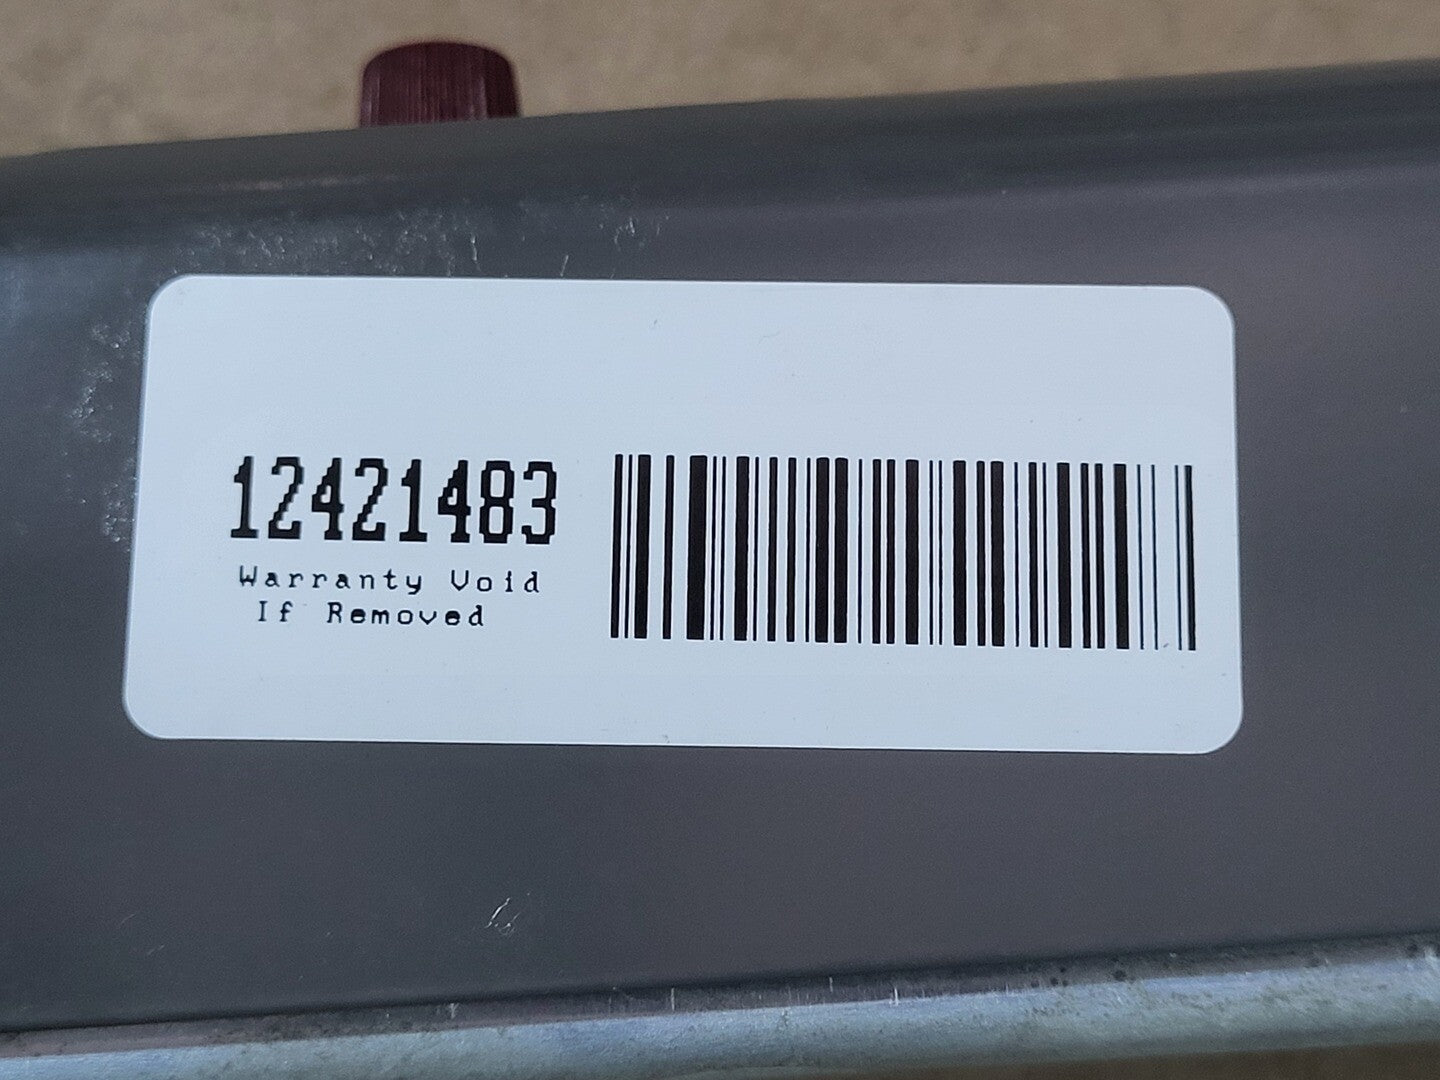 12421483
Warranty Void
If Removed